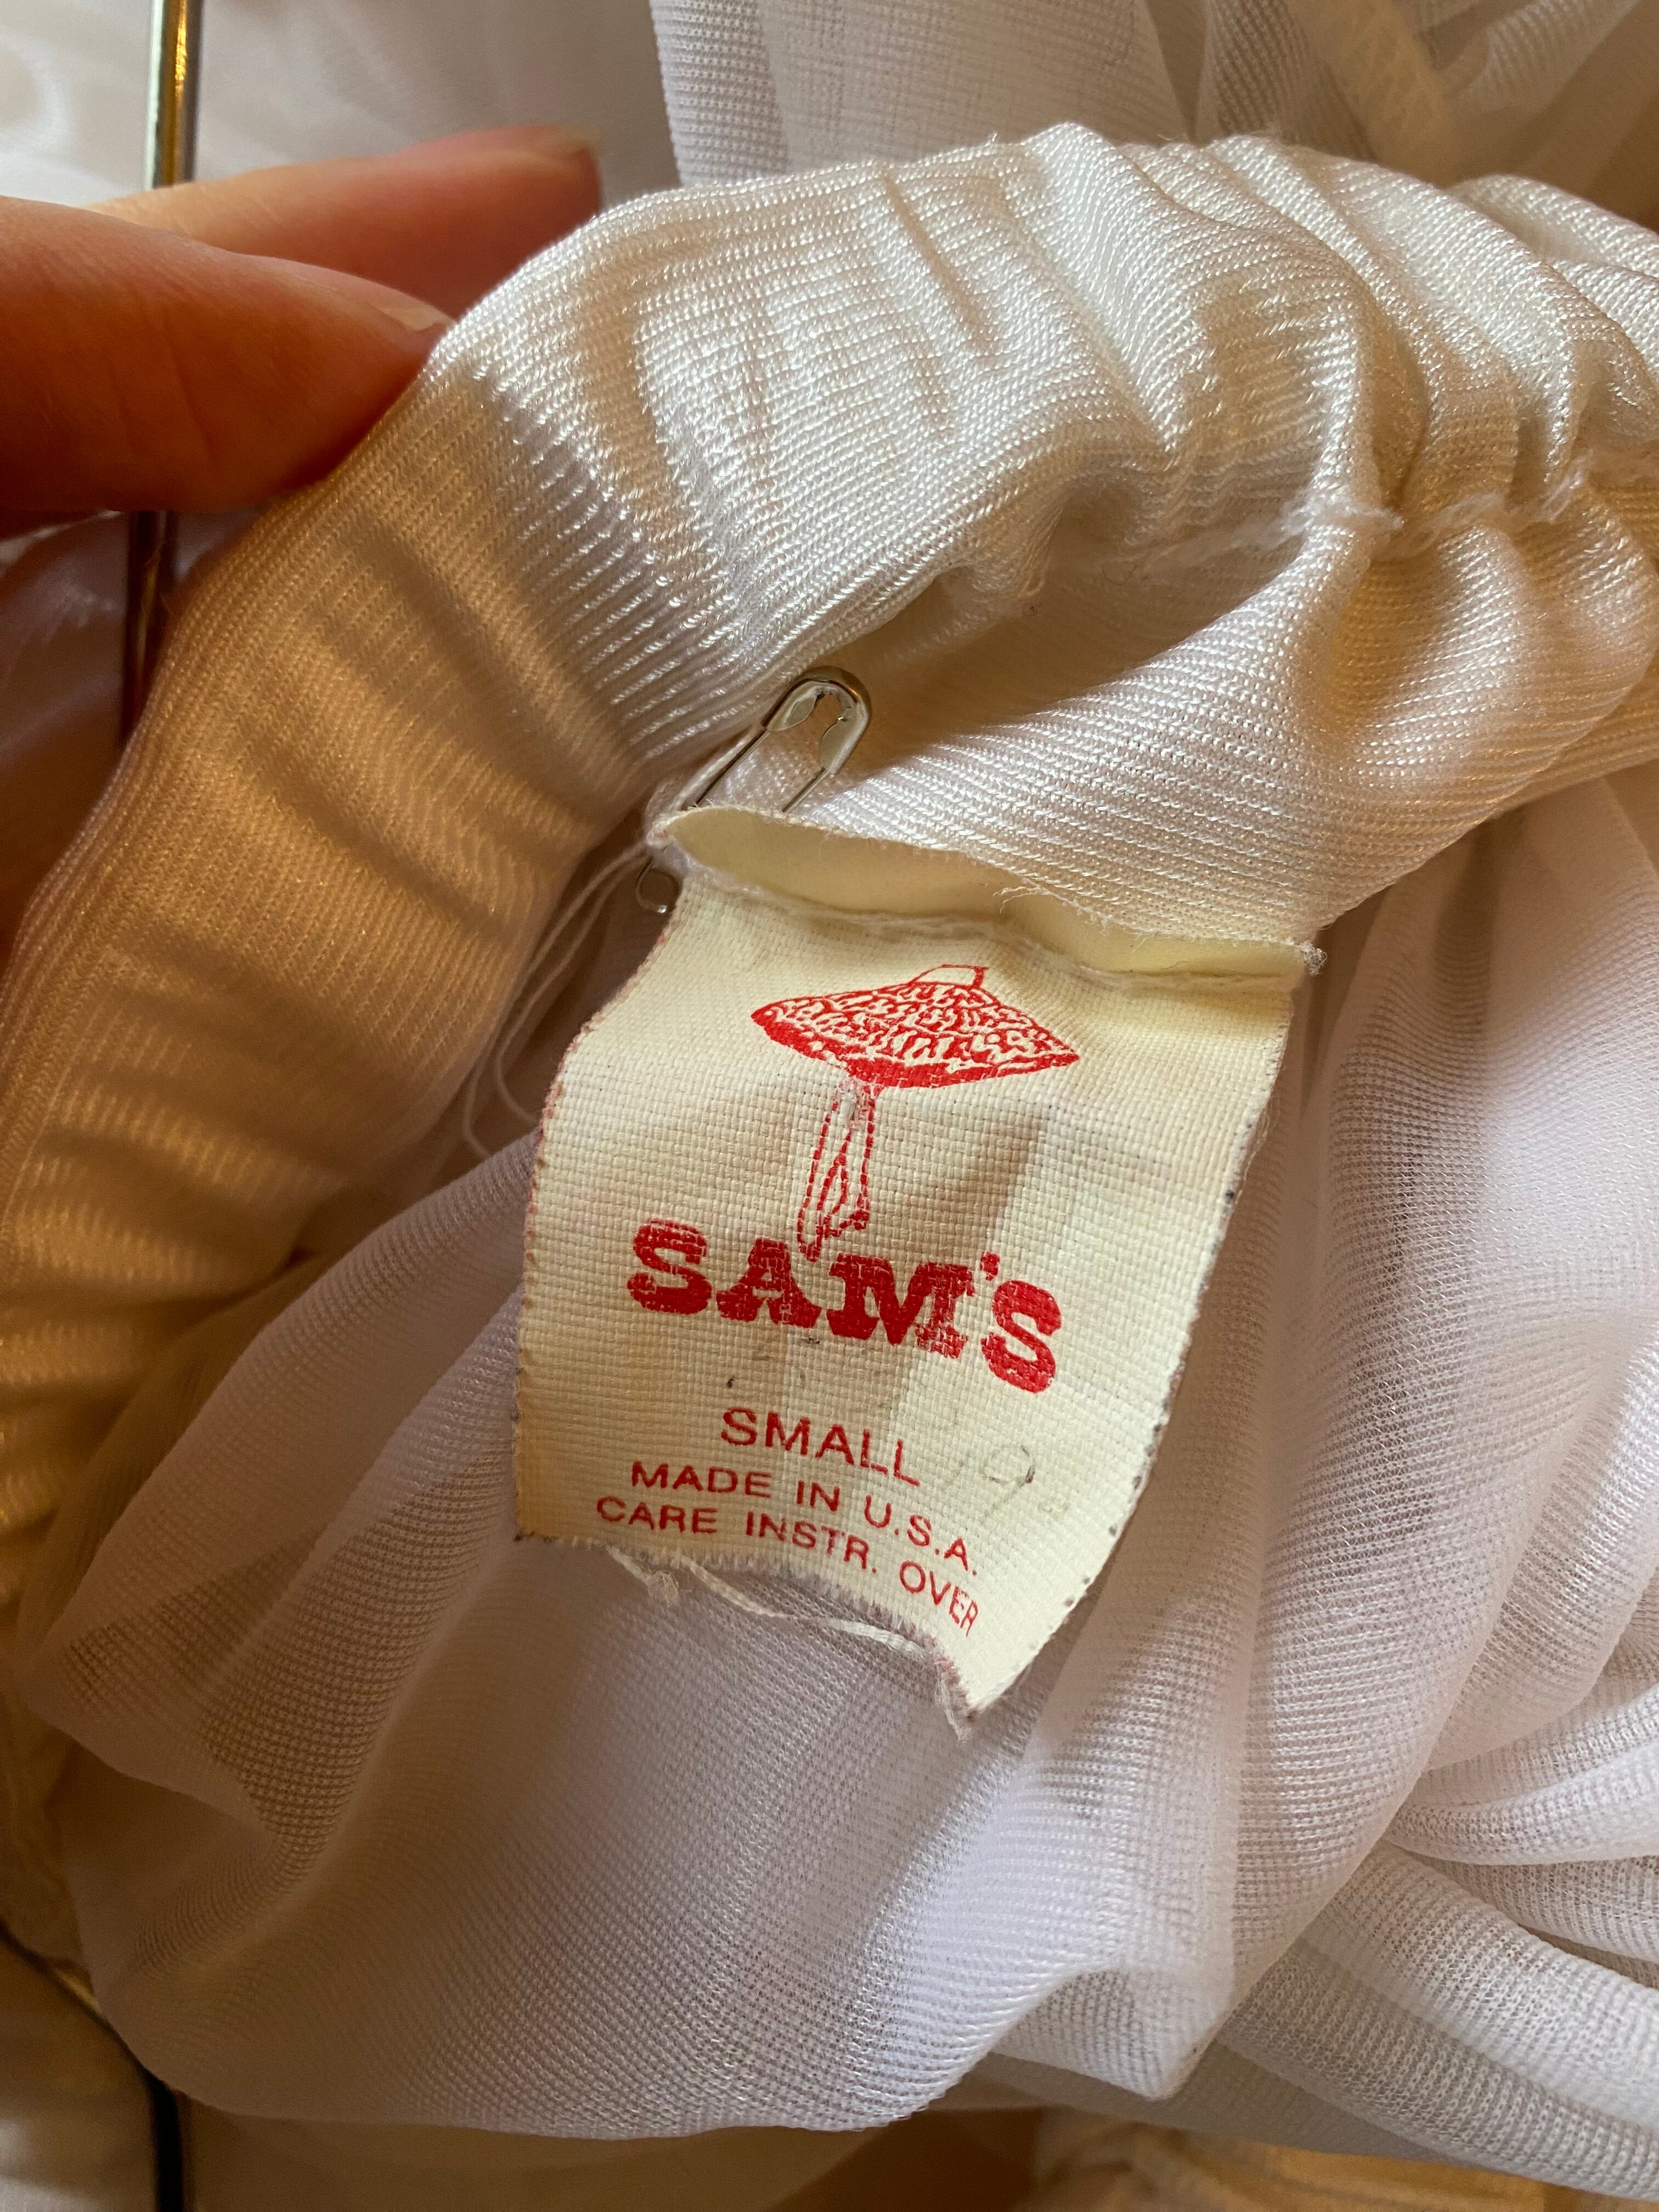 SAM'S
SMALL
MADE IN U.S.A.
CARE INSTR. OVER